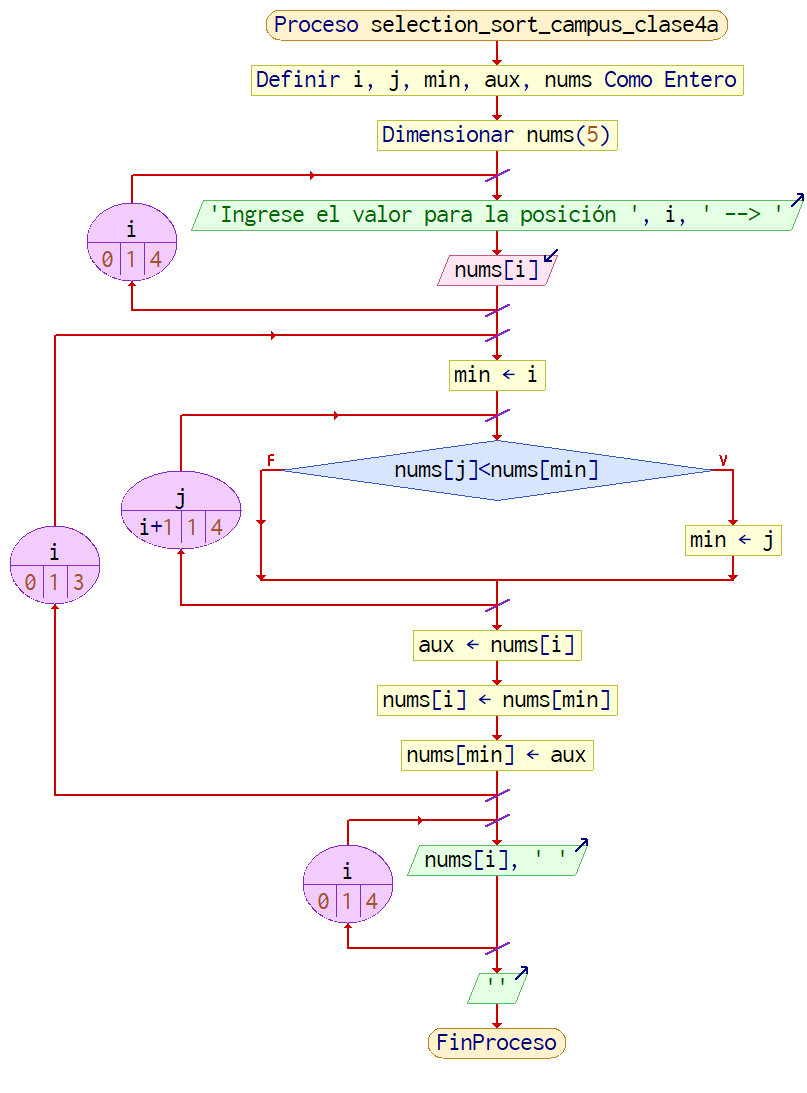 Proceso selection_sort_campus_clase4a
Definir i, j, min, aux, nums Como Entero
Dimensionar nums(5)
'Ingrese el valor para la posición ', i, ' --> '
i
0 1 4
nums[i]
min ← i
F
nums[j]<nums[min]
V
j
i+1 1 4
min ← j
i
0 1 3
aux ← nums[i]
nums[i] ← nums[min]
nums[min] ← aux
nums[i], ' '
i
0 1 4
''
FinProceso